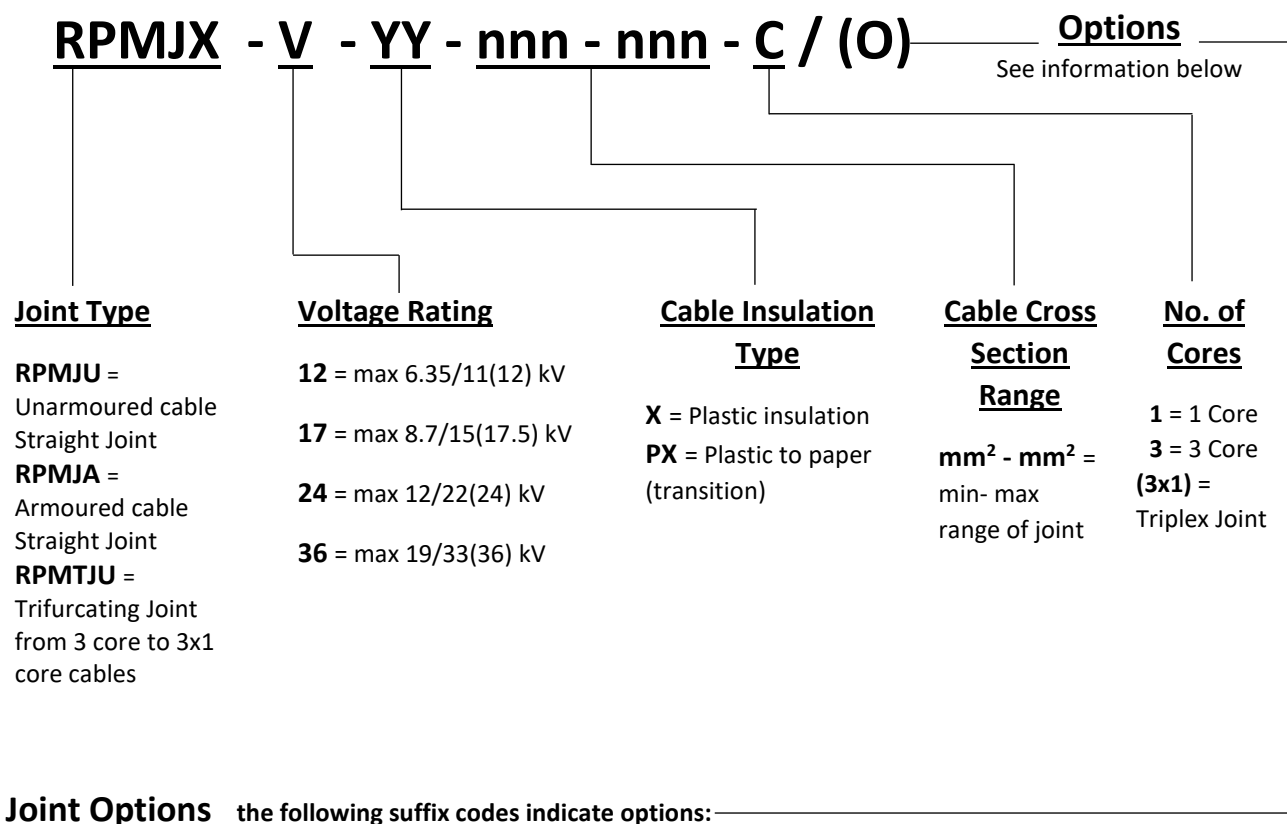 RPMJX - V - YY - nnn - nnn - C / (O)
Options
See information below
Joint Type
RPMJU =
Unarmoured cable
Straight Joint
RPMJA =
Armoured cable
Straight Joint
RPMTJU =
Trifurcating Joint
from 3 core to 3x1
core cables
Voltage Rating
12 = max 6.35/11(12) kV
17 = max 8.7/15(17.5) kV
24 = max 12/22(24) kV
36 = max 19/33(36) kV
Cable Insulation
Type
X = Plastic insulation
PX = Plastic to paper
(transition)
Cable Cross
Section
Range
mm² - mm² =
min- max
range of joint
No. of
Cores
1 = 1 Core
3 = 3 Core
(3x1) =
Triplex Joint
Joint Options the following suffix codes indicate options: